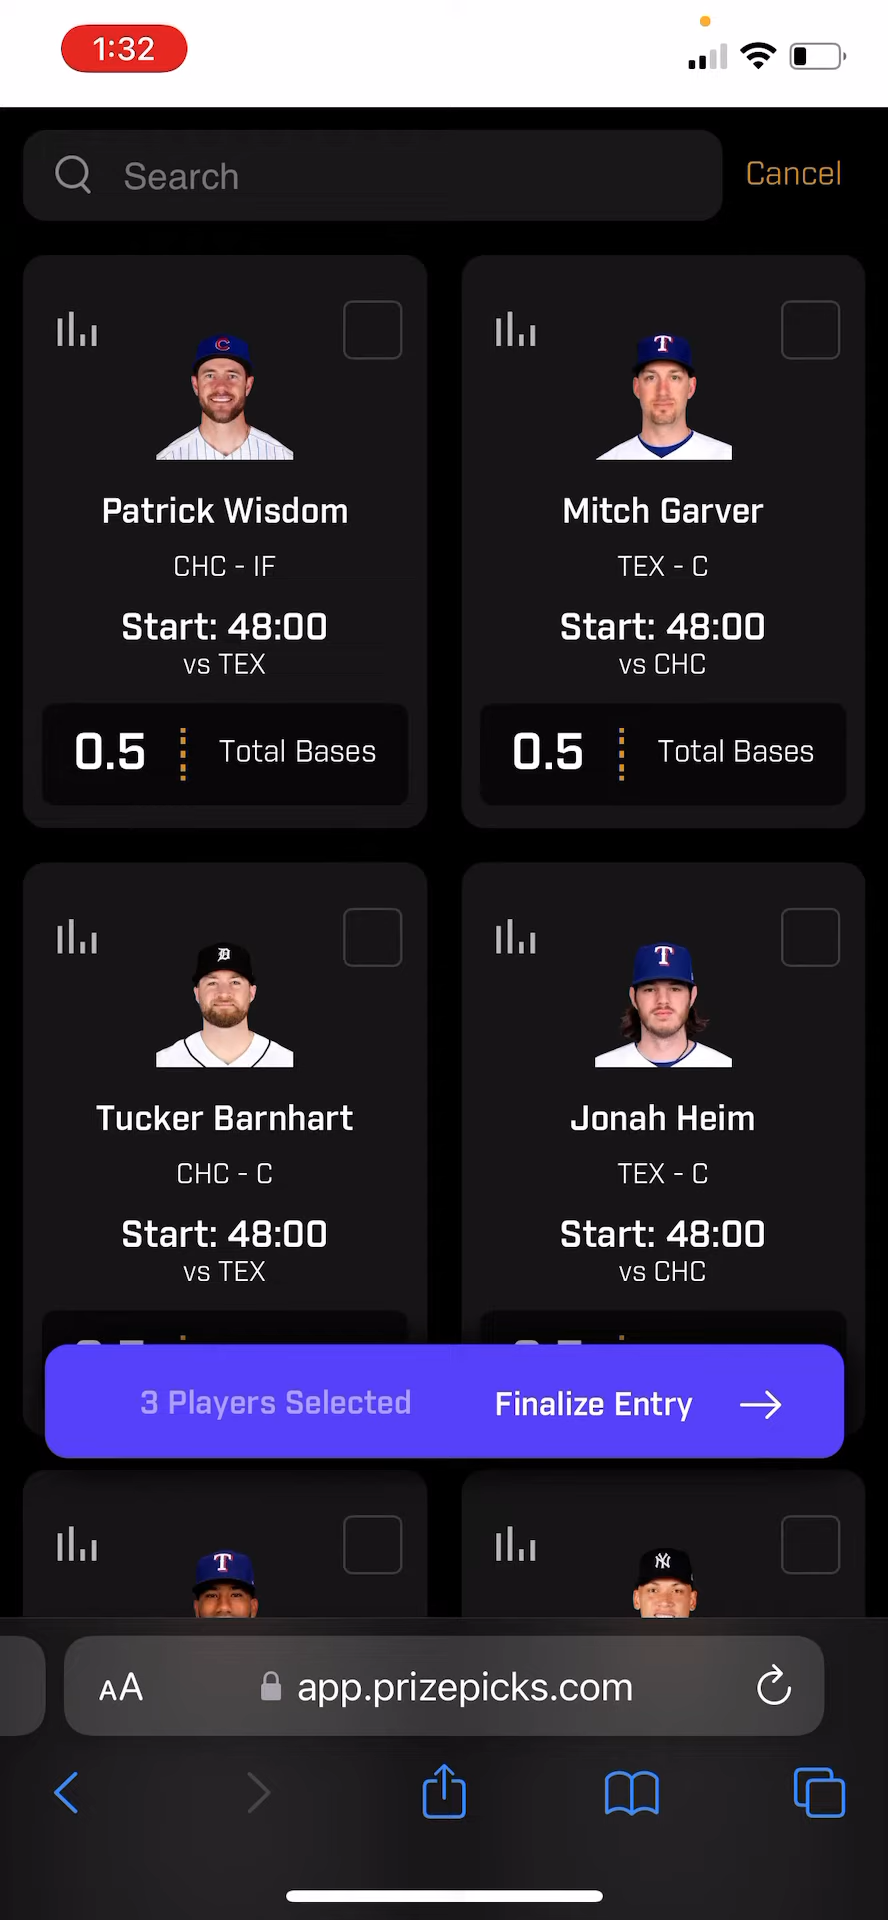 1:32
Search
Cancel
Patrick Wisdom
CHC - IF
Start: 48:00
vs TEX
0.5 Total Bases
Mitch Garver
TEX - C
Start: 48:00
vs CHC
0.5 Total Bases
Tucker Barnhart
CHC - C
Start: 48:00
vs TEX
Jonah Heim
TEX - C
Start: 48:00
vs CHC
3 Players Selected
Finalize Entry
AA
app.prizepicks.com